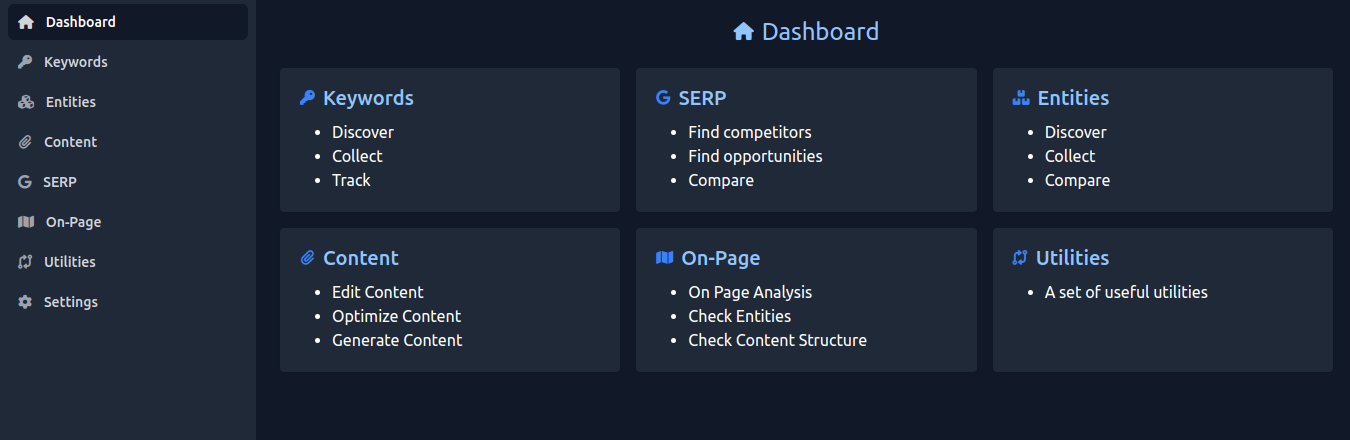 Dashboard
Keywords
Entities
Content
SERP
On-Page
Utilities
Settings
Dashboard
Keywords
• Discover
• Collect
• Track
SERP
• Find competitors
• Find opportunities
• Compare
Entities
• Discover
• Collect
• Compare
Content
• Edit Content
• Optimize Content
• Generate Content
On-Page
• On Page Analysis
• Check Entities
• Check Content Structure
Utilities
• A set of useful utilities